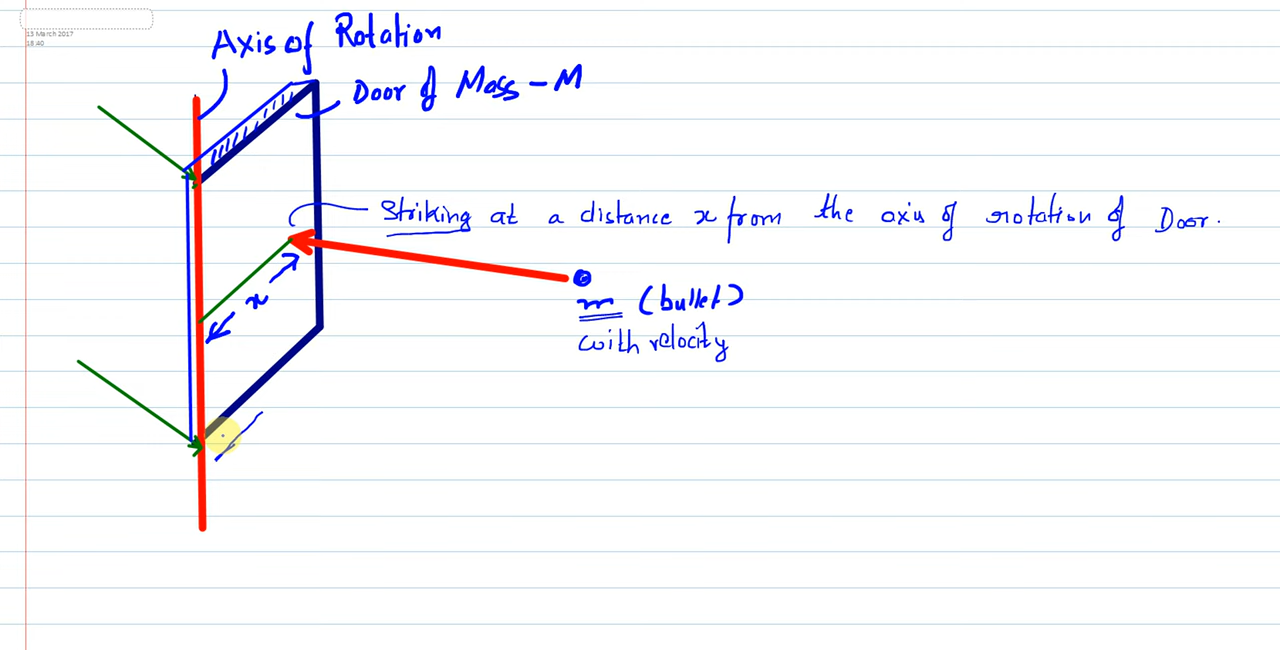 13 March 2017
18:40
Axis of Rotation
Door of Mass - M
Striking at a distance x from the axis of rotation of Door.
x
m (bullet)
with velocity